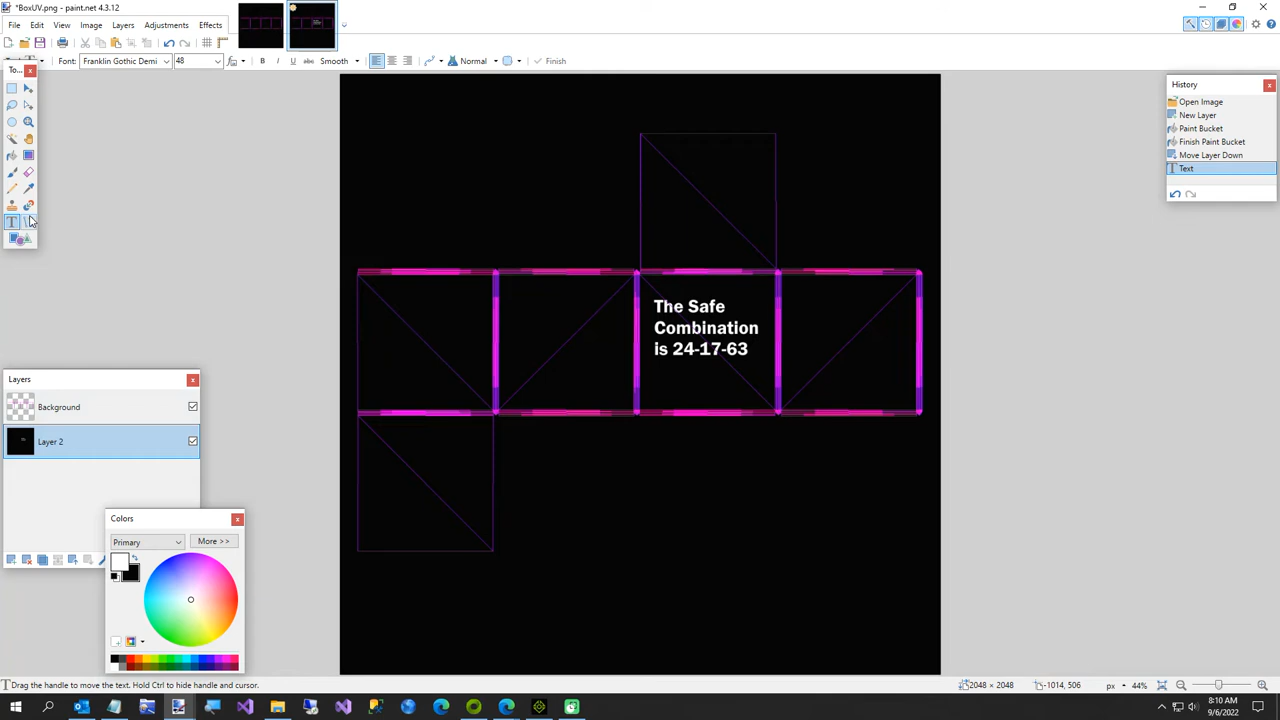 *BoxUV.png - paint.net 4.3.12
File Edit View Image Layers Adjustments Effects
Font: Franklin Gothic Demi 48 B I U abc Smooth Normal Finish
To...
History
Open Image
New Layer
Paint Bucket
Finish Paint Bucket
Move Layer Down
Text
The Safe
Combination
is 24-17-63
Layers
Background
Layer 2
Colors
Primary More >>
Drag the handle to move the text. Hold Ctrl to hide handle and cursor. 2048 × 2048 -1014, 506 px 44%
8:10 AM
9/6/2022